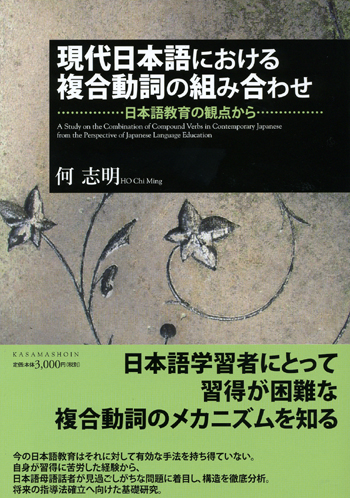 現代日本語における
複合動詞の組み合わせ
……………日本語教育の観点から……………
A Study on the Combination of Compound Verbs in Contemporary Japanese
from the Perspective of Japanese Language Education
何 志明HO Chi Ming
KASAMASHOIN
定価:本体3,000円(税別)
日本語学習者にとって
習得が困難な
複合動詞のメカニズムを知る
今の日本語教育はそれに対して有効な手法を持ち得ていない。
自身が習得に苦労した経験から、
日本語母語話者が見過ごしがちな問題に着目し、構造を徹底分析。
将来の指導法確立へ向けた基礎研究。